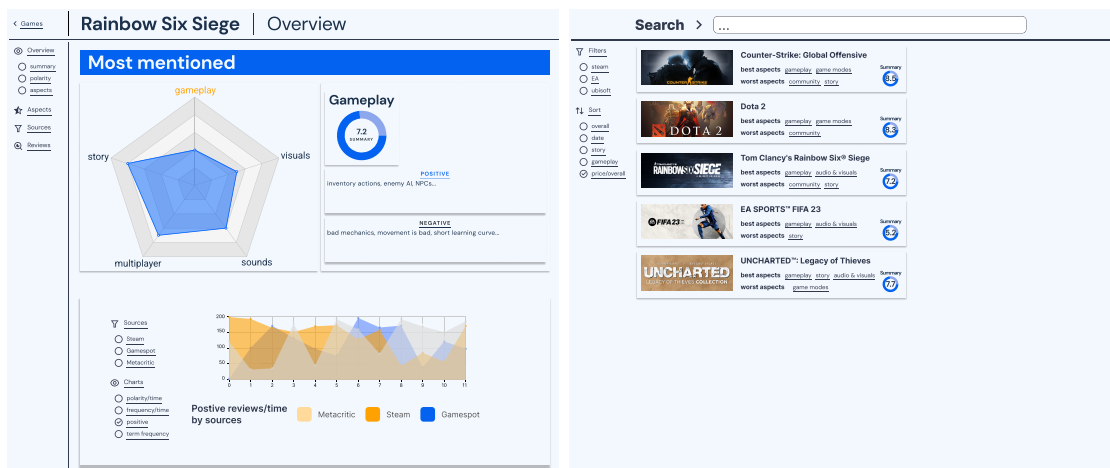 Games
Rainbow Six Siege
Overview
Overview
summary
polarity
aspects
Aspects
Sources
Reviews
Most mentioned
gameplay
story
visuals
multiplayer
sounds
Gameplay
7.2
SUMMARY
POSITIVE
inventory actions, enemy AI, NPCs...
NEGATIVE
bad mechanics, movement is bad, short learning curve...
Sources
Steam
Gamespot
Metacritic
Charts
polarity/time
frequency/time
positive
term frequency
200
150
100
50
0
0 1 2 3 4 5 6 7 8 9 10 11
Postive reviews/time
by sources
Metacritic
Steam
Gamespot
Search
...
Filters
steam
EA
ubisoft
Sort
overall
date
story
gameplay
price/overall
COUNTER STRIKE
Counter-Strike: Global Offensive
best aspects gameplay game modes
worst aspects community story
Summary
8.5
DOTA 2
Dota 2
best aspects gameplay game modes
worst aspects community
Summary
8.3
RAINBOW SIX SIEGE
Tom Clancy's Rainbow Six® Siege
best aspects gameplay audio & visuals
worst aspects community story
Summary
7.2
FIFA 23
EA SPORTS™ FIFA 23
best aspects gameplay audio & visuals
worst aspects story
Summary
5.2
UNCHARTED
LEGACY OF THIEVES COLLECTION
UNCHARTED™: Legacy of Thieves
best aspects gameplay story audio & visuals
worst aspects game modes
Summary
7.7